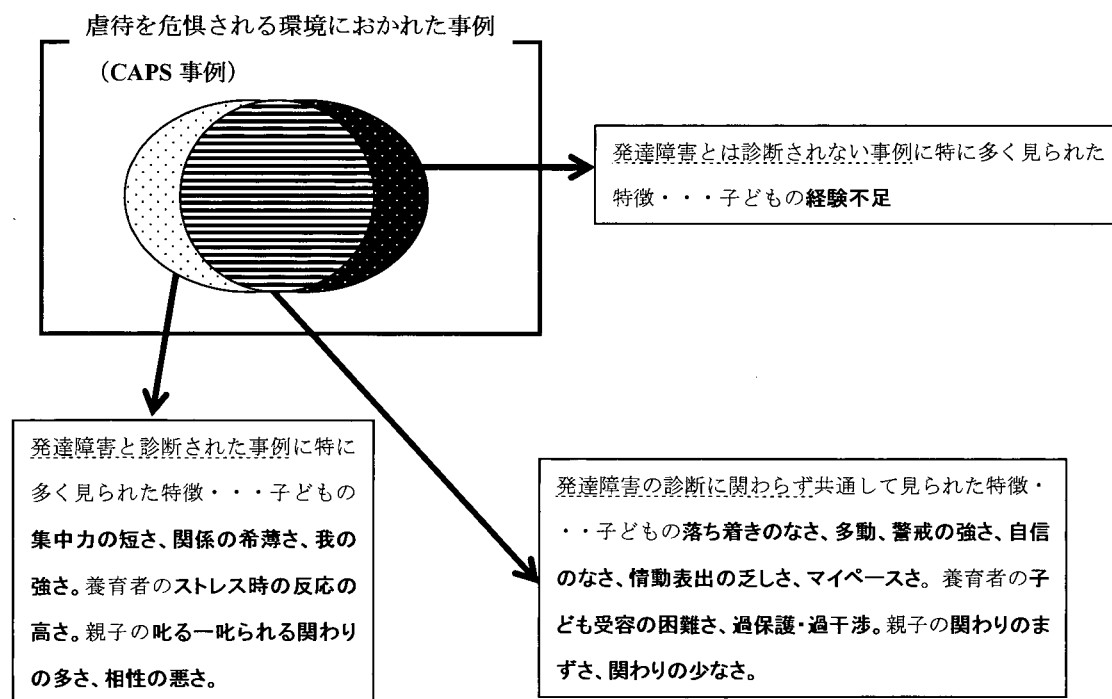 虐待を危惧される環境におかれた事例
（CAPS 事例）
発達障害とは診断されない事例に特に多く見られた
特徴・・・子どもの経験不足
発達障害と診断された事例に特に
多く見られた特徴・・・子どもの
集中力の短さ、関係の希薄さ、我の
強さ。養育者のストレス時の反応の
高さ。親子の叱る―叱られる関わり
の多さ、相性の悪さ。
発達障害の診断に関わらず共通して見られた特徴・
・・子どもの落ち着きのなさ、多動、警戒の強さ、自信
のなさ、情動表出の乏しさ、マイペースさ。養育者の子
ども受容の困難さ、過保護・過干渉。親子の関わりのま
ずさ、関わりの少なさ。